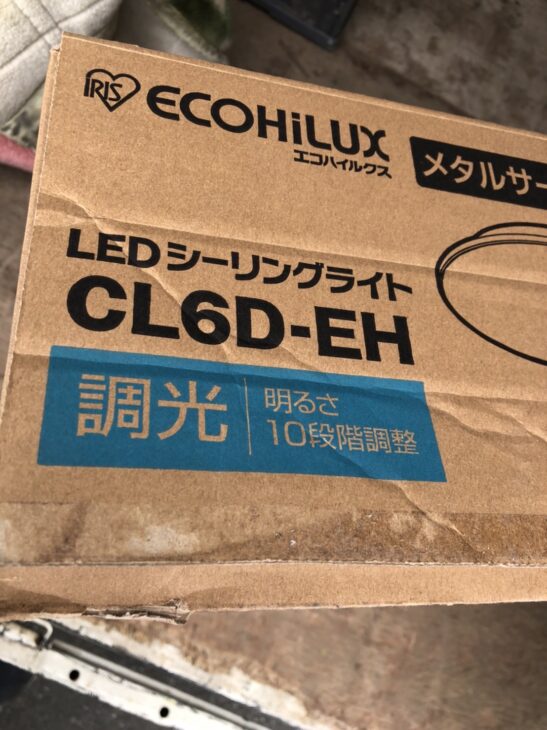 IRIS ECOHiLUX
エコハイルクス
メタルサー
LEDシーリングライト
CL6D-EH
調光
明るさ
10段階調整